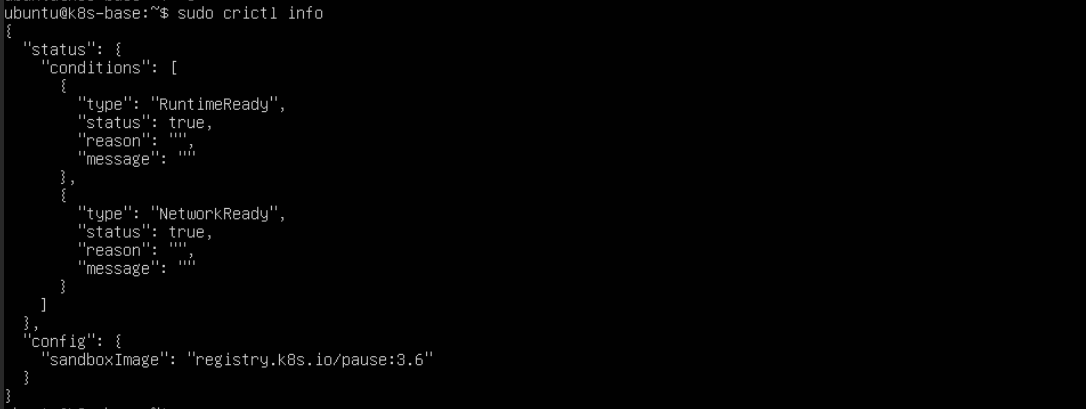 ubuntu@k8s-base:~$ sudo crictl info
{
  "status": {
    "conditions": [
      {
        "type": "RuntimeReady",
        "status": true,
        "reason": "",
        "message": ""
      },
      {
        "type": "NetworkReady",
        "status": true,
        "reason": "",
        "message": ""
      }
    ]
  },
  "config": {
    "sandboxImage": "registry.k8s.io/pause:3.6"
  }
}